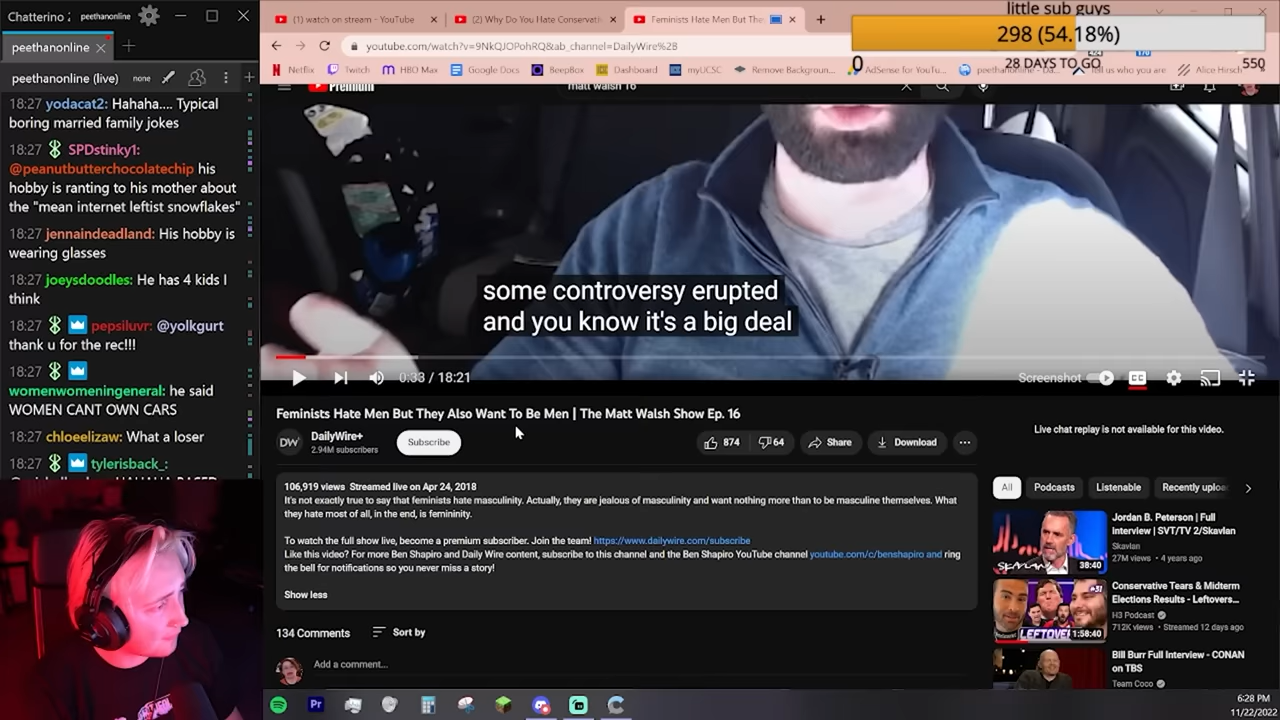 Chatterino 2
peethanonline
peethanonline
peethanonline (live)
none
18:27 yodacat2: Hahaha.... Typical
boring married family jokes
18:27 SPDstinky1:
@peanutbutterchocolatechip his
hobby is ranting to his mother about
the "mean internet leftist snowflakes"
18:27 jennaindeadland: His hobby is
wearing glasses
18:27 joeysdoodles: He has 4 kids I
think
18:27 pepsiluvr: @yolkgurt
thank u for the rec!!!
18:27
womenwomeningeneral: he said
WOMEN CANT OWN CARS
18:27 chloeelizaw: What a loser
18:27 tylerisback_:
(1) watch on stream - YouTube
(2) Why Do You Hate Conservati
Feminists Hate Men But The
youtube.com/watch?v=9NkQJOPohRQ&ab_channel=DailyWire%2B
Netflix
Twitch
HBO Max
Google Docs
BeepBox
Dashboard
myUCSC
Remove Backgroun...
AdSense for YouTu...
peethanonline - Da...
Tell us who you are
Alice Hirsch
little sub guys
298 (54.18%)
0
28 DAYS TO GO
550
Premium
matt walsh 16
some controversy erupted
and you know it's a big deal
0:33 / 18:21
Screenshot
CC
Feminists Hate Men But They Also Want To Be Men | The Matt Walsh Show Ep. 16
DW
DailyWire+
2.94M subscribers
Subscribe
874
64
Share
Download
106,919 views Streamed live on Apr 24, 2018
It's not exactly true to say that feminists hate masculinity. Actually, they are jealous of masculinity and want nothing more than to be masculine themselves. What
they hate most of all, in the end, is femininity.
To watch the full show live, become a premium subscriber. Join the team! https://www.dailywire.com/subscribe
Like this video? For more Ben Shapiro and Daily Wire content, subscribe to this channel and the Ben Shapiro YouTube channel youtube.com/c/benshapiro and ring
the bell for notifications so you never miss a story!
Show less
134 Comments
Sort by
Add a comment...
Live chat replay is not available for this video.
All
Podcasts
Listenable
Recently uploa
Jordan B. Peterson | Full
Interview | SVT/TV 2/Skavlan
Skavlan
27M views • 4 years ago
SKAVLAN
38:40
Conservative Tears & Midterm
Elections Results - Leftovers...
H3 Podcast
712K views • Streamed 12 days ago
LEFTOVE
1:58:40
Bill Burr Full Interview - CONAN
on TBS
Team Coco
Pr
6:28 PM
11/22/2022